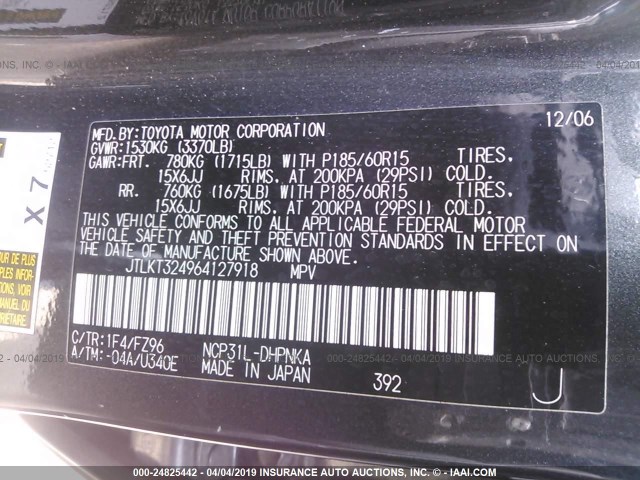 12/06
MFD. BY: TOYOTA MOTOR CORPORATION
GVWR: 1530KG (3370LB)
GAWR: FRT. 780KG (1715LB) WITH P185/60R15 TIRES,
15X6JJ RIMS, AT 200KPA (29PSI) COLD.
RR. 760KG (1675LB) WITH P185/60R15 TIRES,
15X6JJ RIMS, AT 200KPA (29PSI) COLD.
THIS VEHICLE CONFORMS TO ALL APPLICABLE FEDERAL MOTOR
VEHICLE SAFETY AND THEFT PREVENTION STANDARDS IN EFFECT ON
THE DATE OF MANUFACTURE SHOWN ABOVE.
JTLKT324964127918 MPV
C/TR: 1F4/FZ96 NCP31L-DHPNKA
A/TM: -04A/U340E MADE IN JAPAN 392 J
X 7
000-24825442 - 04/04/2019 INSURANCE AUTO AUCTIONS, INC. - © - IAAI.COM